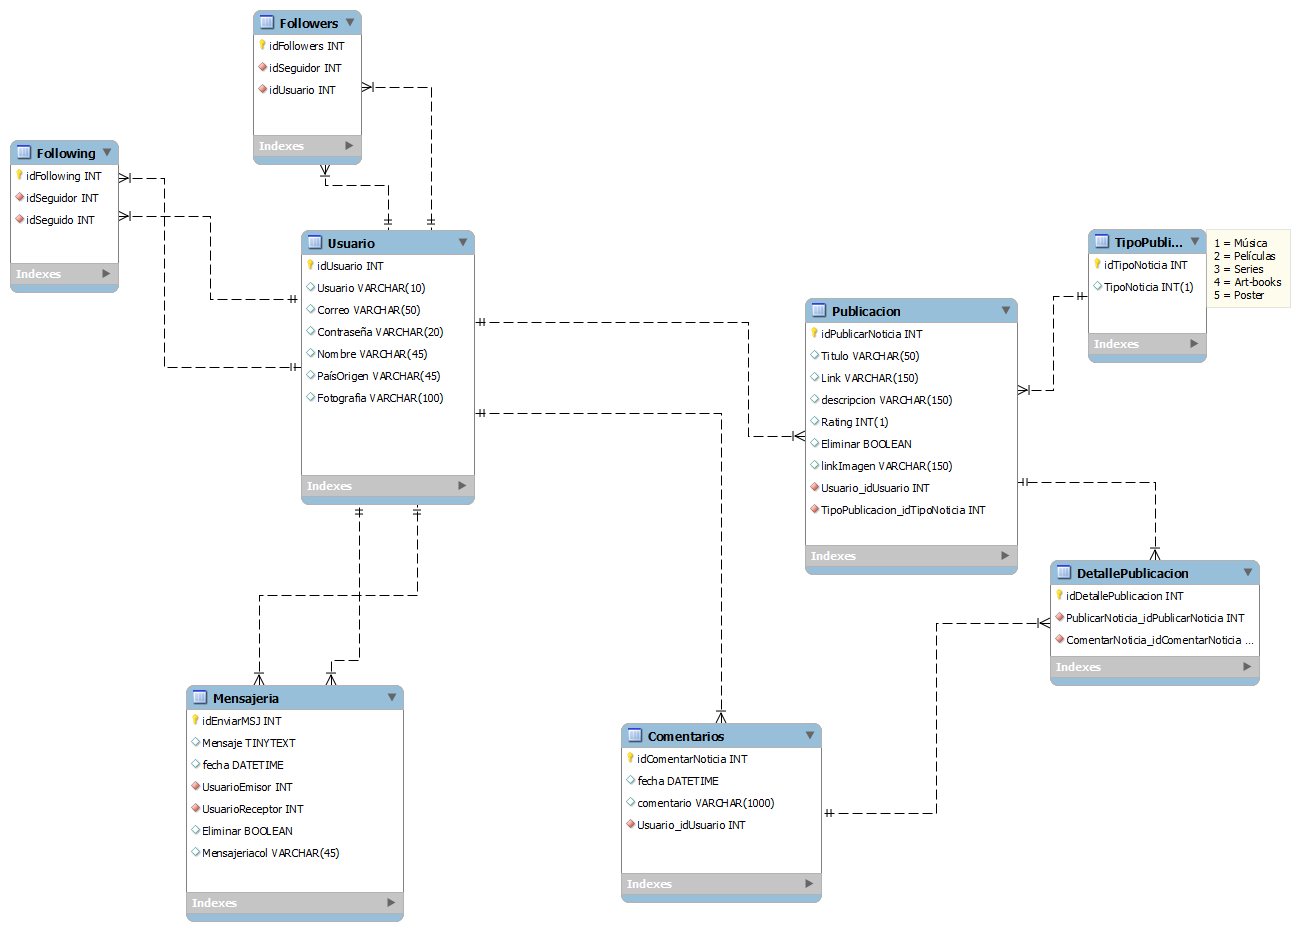 Followers
idFollowers INT
idSeguidor INT
idUsuario INT
Indexes
Following
idFollowing INT
idSeguidor INT
idSeguido INT
Indexes
Usuario
idUsuario INT
Usuario VARCHAR(10)
Correo VARCHAR(50)
Contraseña VARCHAR(20)
Nombre VARCHAR(45)
PaísOrigen VARCHAR(45)
Fotografia VARCHAR(100)
Indexes
TipoPubli...
idTipoNoticia INT
TipoNoticia INT(1)
Indexes
1 = Música
2 = Películas
3 = Series
4 = Art-books
5 = Poster
Publicacion
idPublicarNoticia INT
Titulo VARCHAR(50)
Link VARCHAR(150)
descripcion VARCHAR(150)
Rating INT(1)
Eliminar BOOLEAN
linkImagen VARCHAR(150)
Usuario_idUsuario INT
TipoPublicacion_idTipoNoticia INT
Indexes
DetallePublicacion
idDetallePublicacion INT
PublicarNoticia_idPublicarNoticia INT
ComentarNoticia_idComentarNoticia ...
Indexes
Mensajeria
idEnviarMSJ INT
Mensaje TINYTEXT
fecha DATETIME
UsuarioEmisor INT
UsuarioReceptor INT
Eliminar BOOLEAN
Mensajeriacol VARCHAR(45)
Indexes
Comentarios
idComentarNoticia INT
fecha DATETIME
comentario VARCHAR(1000)
Usuario_idUsuario INT
Indexes